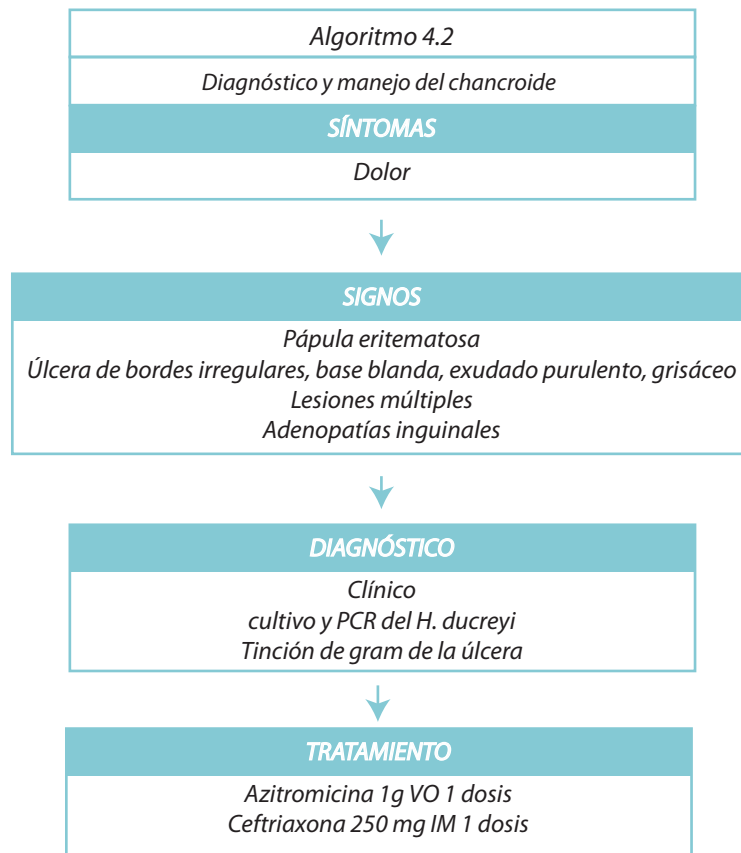 Algoritmo 4.2
Diagnóstico y manejo del chancroide
SÍNTOMAS
Dolor
SIGNOS
Pápula eritematosa
Úlcera de bordes irregulares, base blanda, exudado purulento, grisáceo
Lesiones múltiples
Adenopatías inguinales
DIAGNÓSTICO
Clínico
cultivo y PCR del H. ducreyi
Tinción de gram de la úlcera
TRATAMIENTO
Azitromicina 1g VO 1 dosis
Ceftriaxona 250 mg IM 1 dosis